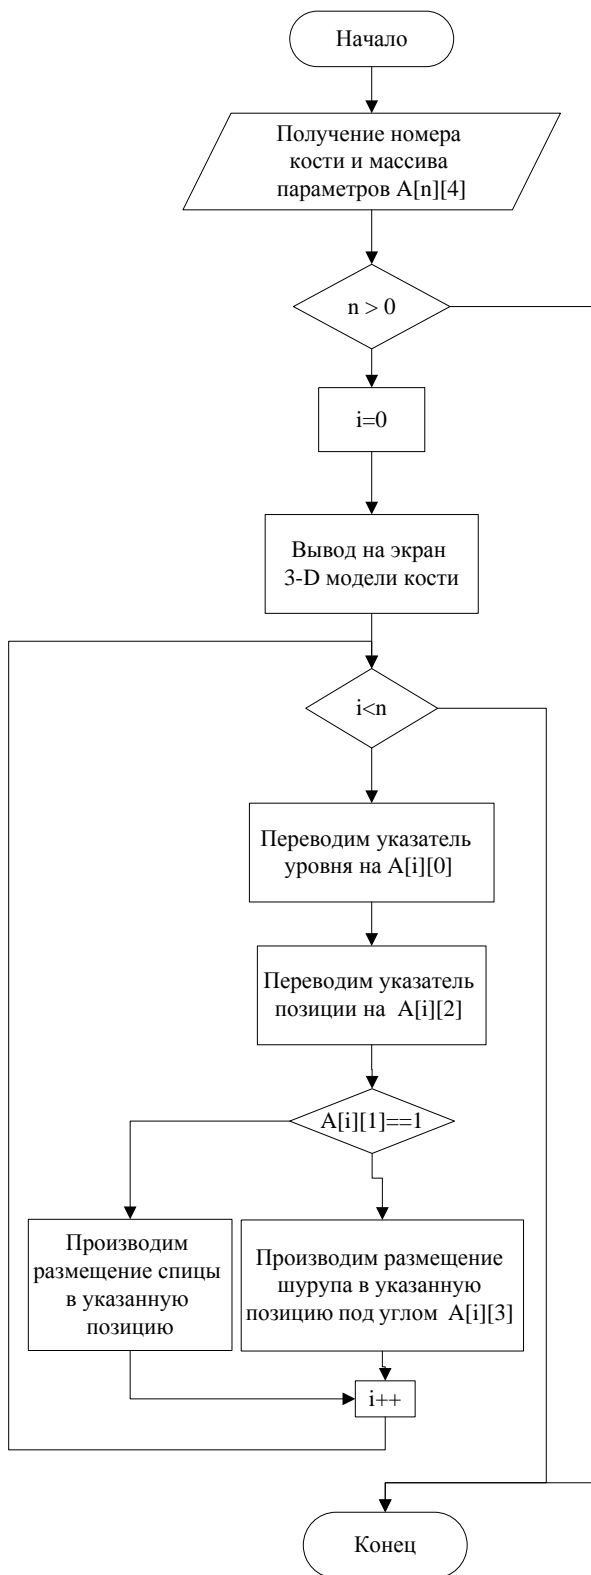 Начало
Получение номера
кости и массива
параметров A[n][4]
n > 0
i=0
Вывод на экран
3-D модели кости
i<n
Переводим указатель
уровня на A[i][0]
Переводим указатель
позиции на A[i][2]
A[i][1]==1
Производим
размещение спицы
в указанную
позицию
Производим размещение
шурупа в указанную
позицию под углом A[i][3]
i++
Конец